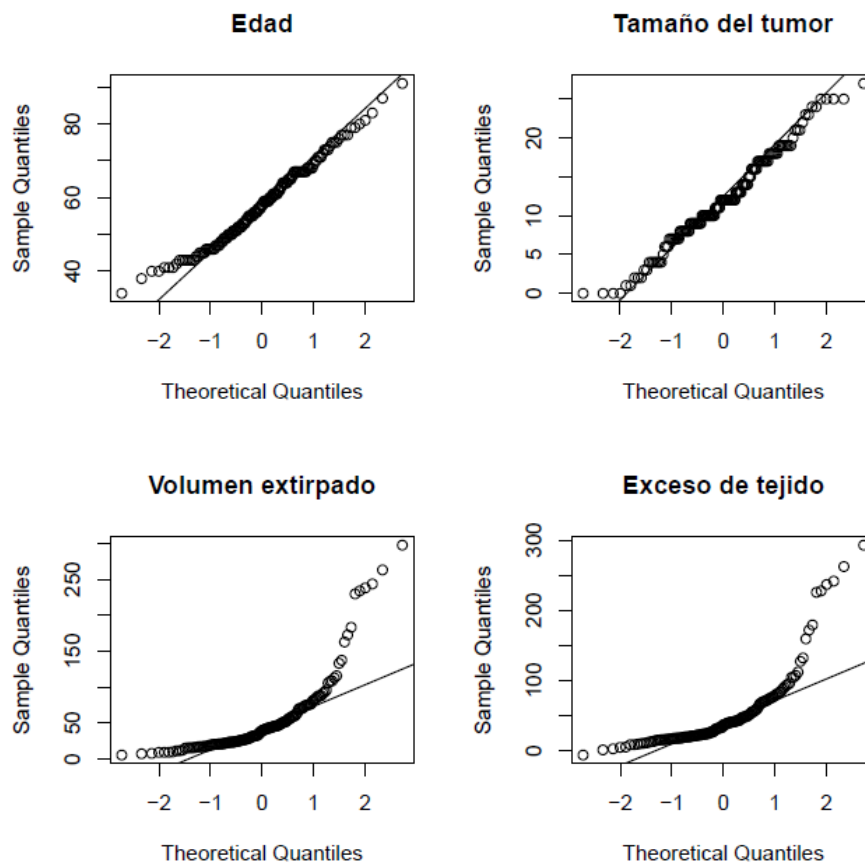 Edad
Sample Quantiles
40
60
80
−2
−1
0
1
2
Theoretical Quantiles
Tamaño del tumor
Sample Quantiles
0
5
10
20
−2
−1
0
1
2
Theoretical Quantiles
Volumen extirpado
Sample Quantiles
0
50
150
250
−2
−1
0
1
2
Theoretical Quantiles
Exceso de tejido
Sample Quantiles
0
100
200
300
−2
−1
0
1
2
Theoretical Quantiles